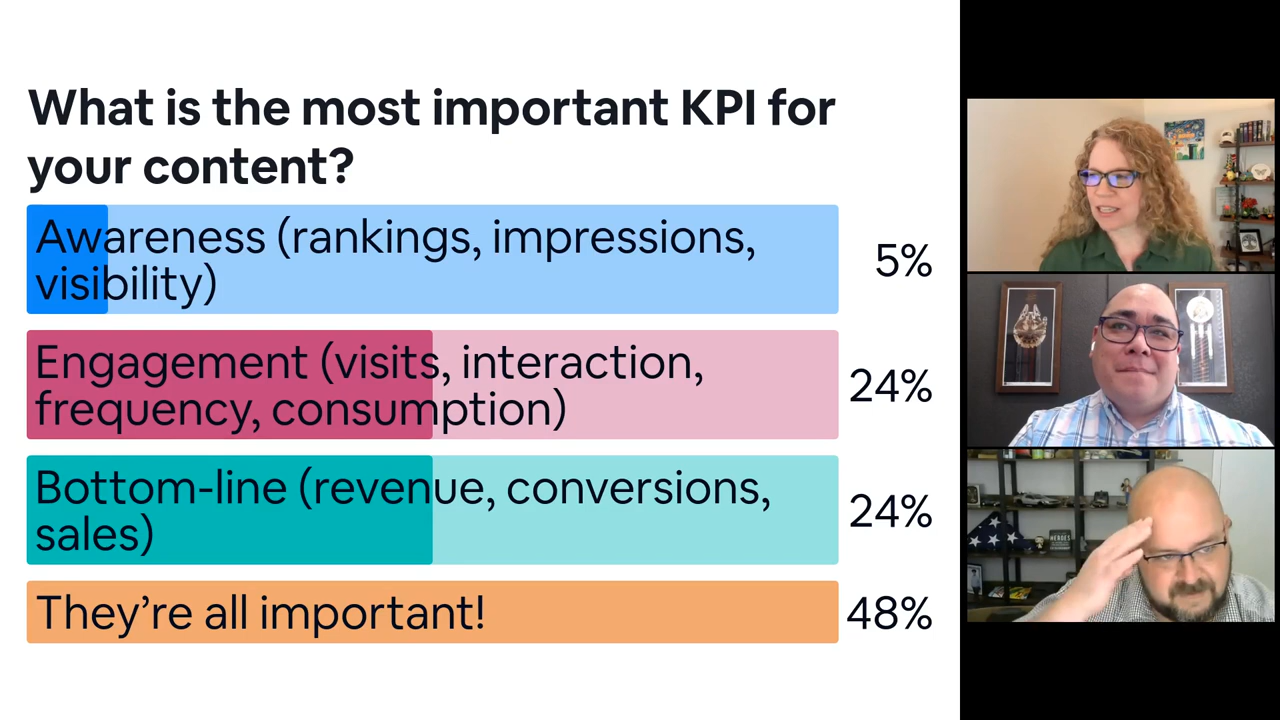 What is the most important KPI for
your content?
Awareness (rankings, impressions,
visibility)
5%
Engagement (visits, interaction,
frequency, consumption)
24%
Bottom-line (revenue, conversions,
sales)
24%
They’re all important!
48%